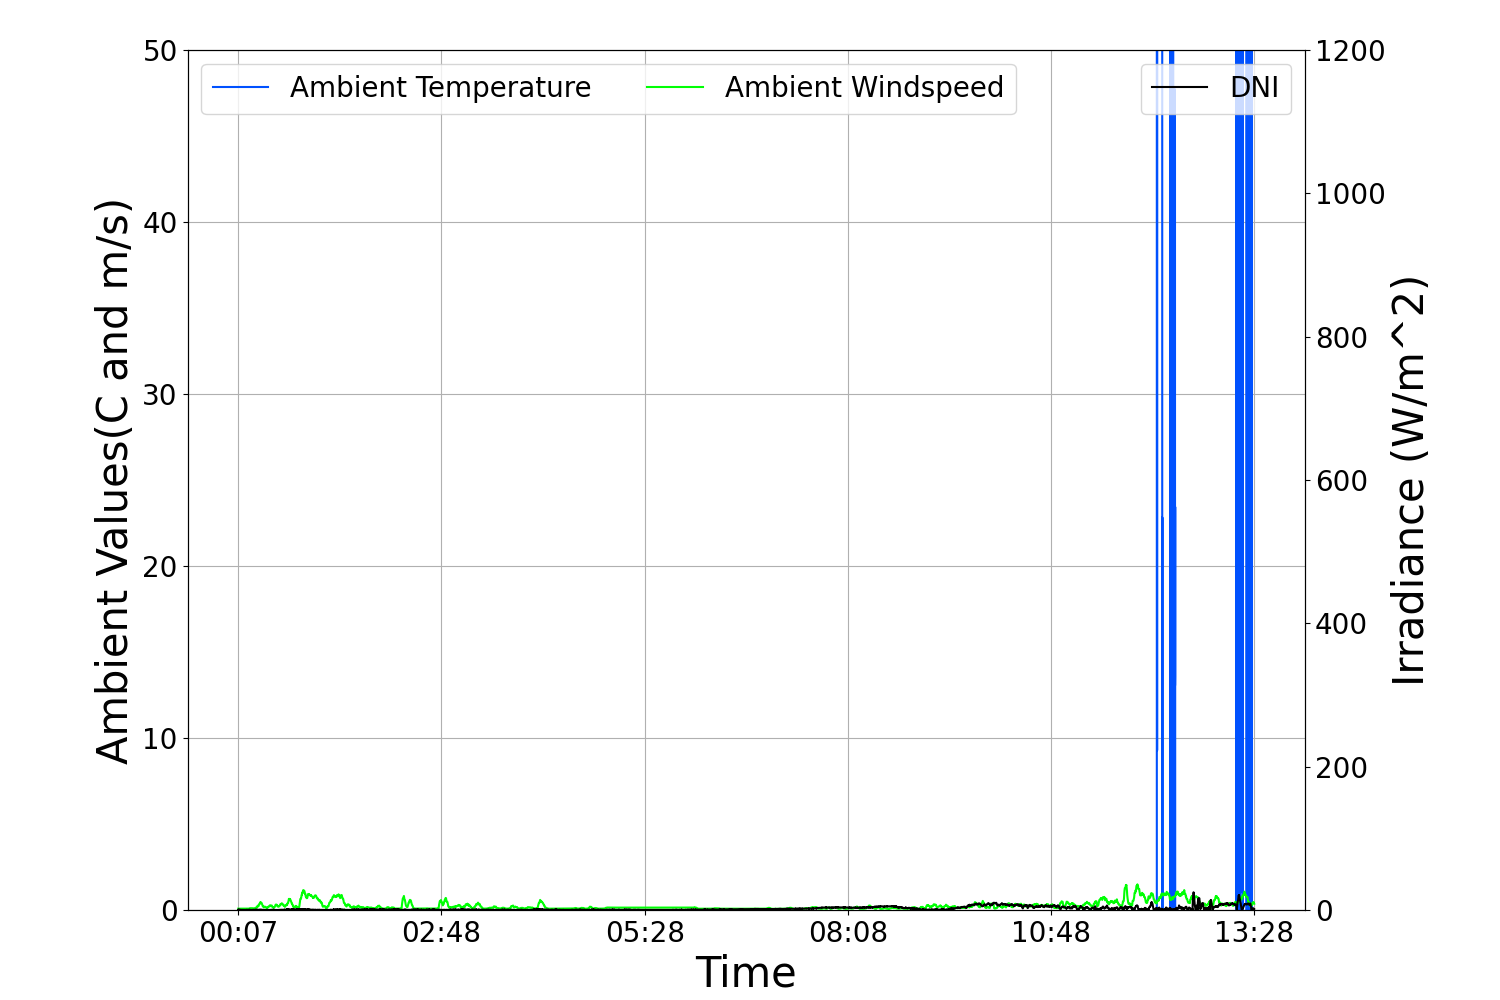 Ambient Temperature
Ambient Windspeed
DNI
Ambient Values(C and m/s)
50
40
30
20
10
0
1200
1000
800
600
400
200
0
Irradiance (W/m^2)
00:07 02:48 05:28 08:08 10:48 13:28
Time